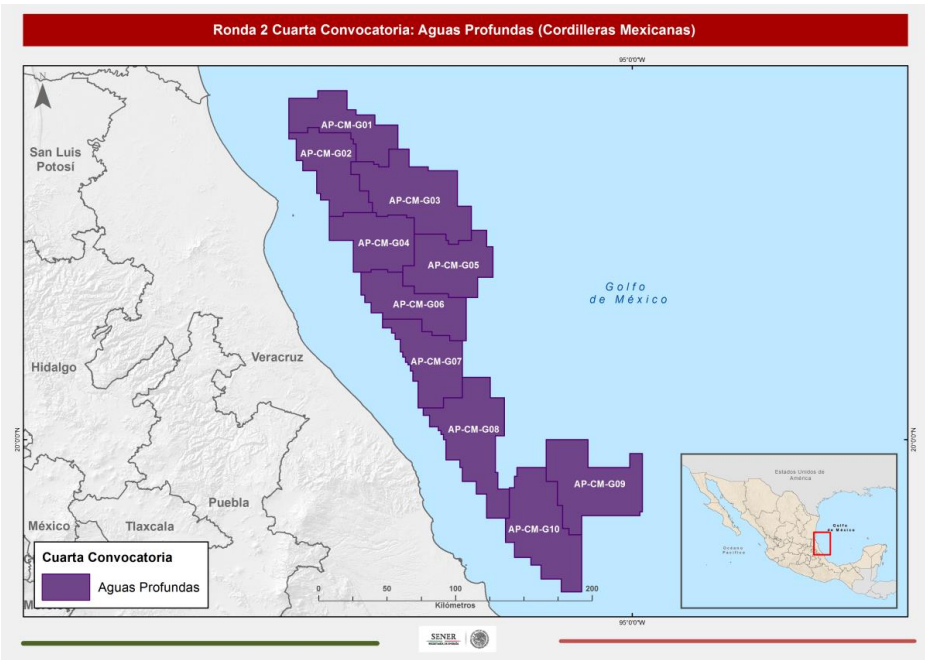 Ronda 2 Cuarta Convocatoria: Aguas Profundas (Cordilleras Mexicanas)
95°0'0"W
N
AP-CM-G01
San Luis
Potosí
AP-CM-G02
AP-CM-G03
AP-CM-G04
AP-CM-G05
Golfo
de México
AP-CM-G06
Veracruz
Hidalgo
AP-CM-G07
AP-CM-G08
20°0'0"N
20°0'0"N
Estados Unidos de
América
AP-CM-G09
Puebla
México
Tlaxcala
AP-CM-G10
Golfo
de México
Océano
Pacífico
Cuarta Convocatoria
Aguas Profundas
0 50 100 200
Kilómetros
95°0'0"W
SENER